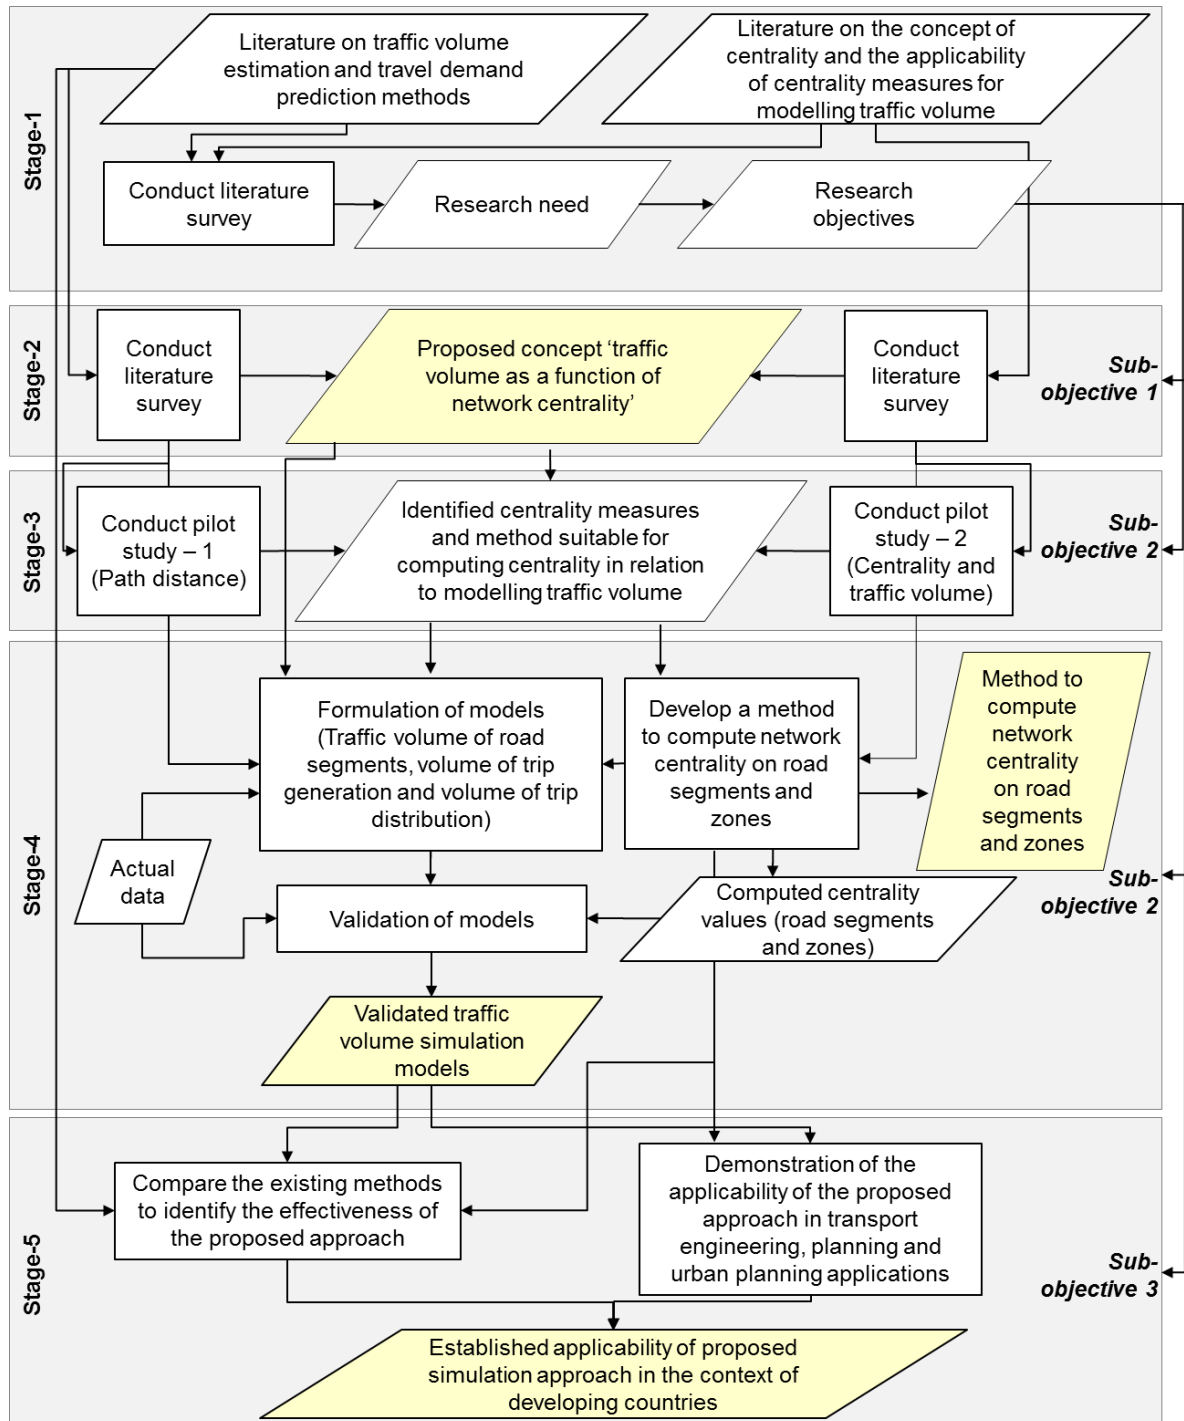 Stage-1
Literature on traffic volume
estimation and travel demand
prediction methods
Literature on the concept of
centrality and the applicability
of centrality measures for
modelling traffic volume
Conduct literature
survey
Research need
Research
objectives
Stage-2
Conduct
literature
survey
Proposed concept ‘traffic
volume as a function of
network centrality’
Conduct
literature
survey
Sub-
objective 1
Stage-3
Conduct pilot
study – 1
(Path distance)
Identified centrality measures
and method suitable for
computing centrality in relation
to modelling traffic volume
Conduct pilot
study – 2
(Centrality and
traffic volume)
Sub-
objective 2
Stage-4
Formulation of models
(Traffic volume of road
segments, volume of trip
generation and volume of trip
distribution)
Develop a method
to compute network
centrality on road
segments and
zones
Method to
compute
network
centrality
on road
segments
and zones
Actual
data
Validation of models
Computed centrality
values (road segments
and zones)
Sub-
objective 2
Validated traffic
volume simulation
models
Stage-5
Compare the existing methods
to identify the effectiveness of
the proposed approach
Demonstration of the
applicability of the proposed
approach in transport
engineering, planning and
urban planning applications
Sub-
objective 3
Established applicability of proposed
simulation approach in the context of
developing countries